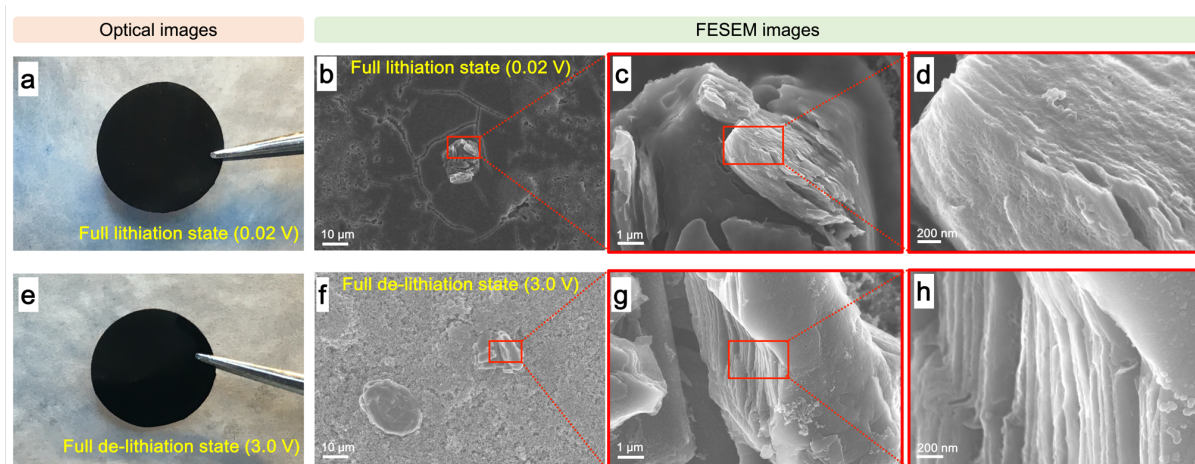 Optical images
FESEM images
a
Full lithiation state (0.02 V)
b
Full lithiation state (0.02 V)
10 µm
c
1 µm
d
200 nm
e
Full de-lithiation state (3.0 V)
f
Full de-lithiation state (3.0 V)
10 µm
g
1 µm
h
200 nm